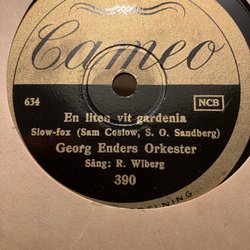 Cameo
634
NCB
En liten vit gardenia
Slow-fox (Sam Coslow, S. O. Sandberg)
Georg Enders Orkester
Sång: R. Wiberg
390